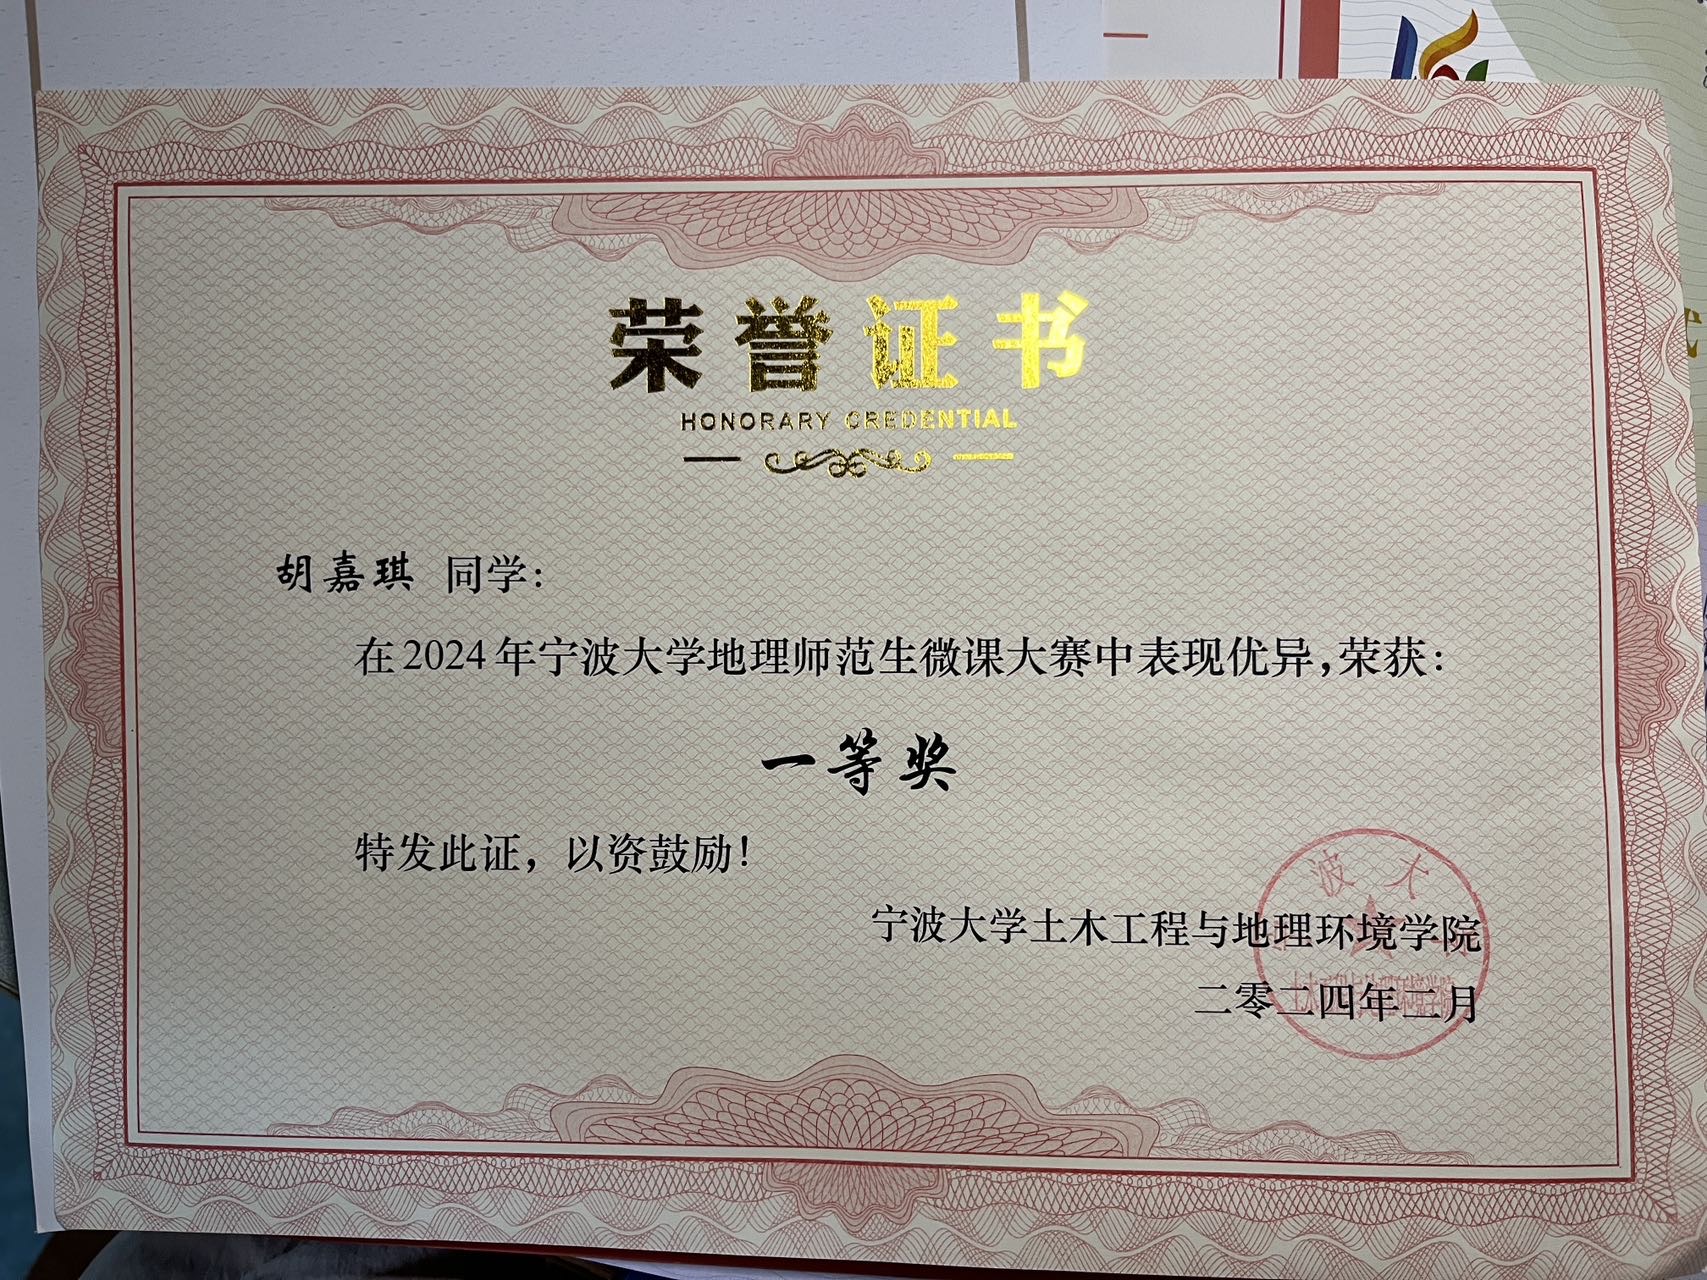 荣誉证书
HONORARY CREDENTIAL
胡嘉琪 同学：
在2024年宁波大学地理师范生微课大赛中表现优异，荣获：
一等奖
特发此证，以资鼓励！
宁波大学土木工程与地理环境学院
二零二四年二月
波大